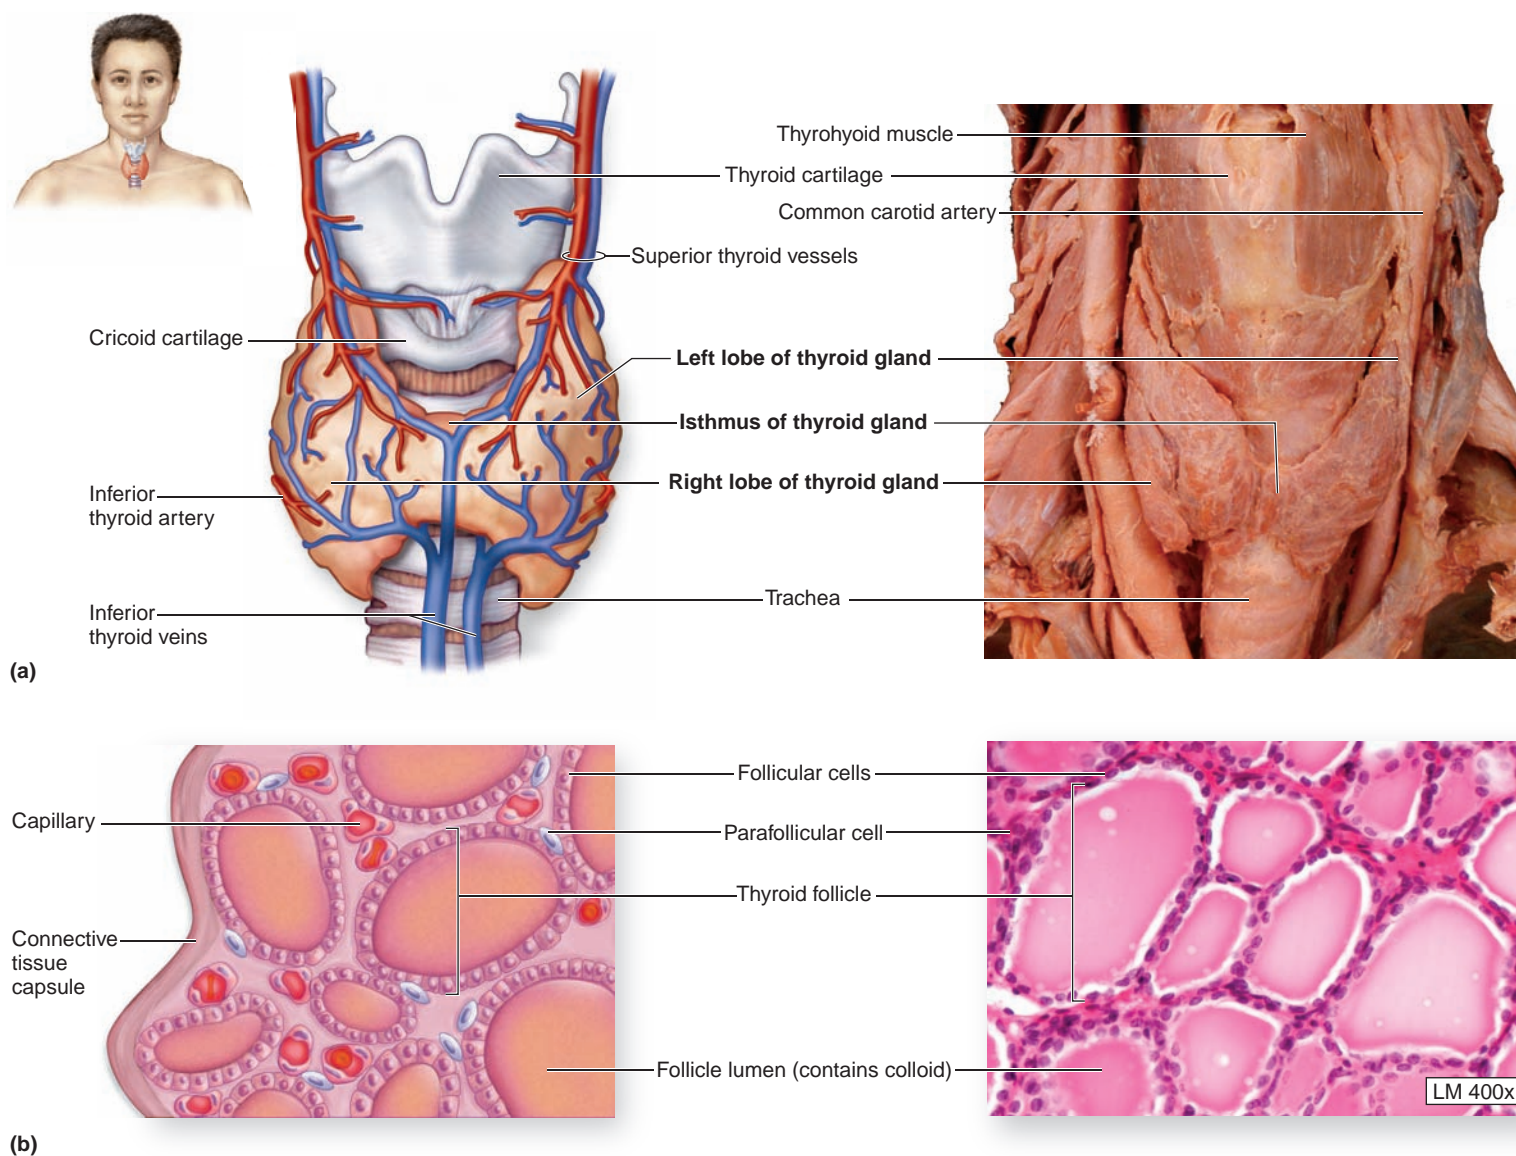 Thyrohyoid muscle
Thyroid cartilage
Common carotid artery
Superior thyroid vessels
Cricoid cartilage
Left lobe of thyroid gland
Isthmus of thyroid gland
Right lobe of thyroid gland
Inferior
thyroid artery
Trachea
Inferior
thyroid veins
(a)
Follicular cells
Capillary
Parafollicular cell
Thyroid follicle
Connective
tissue
capsule
Follicle lumen (contains colloid)
LM 400x
(b)